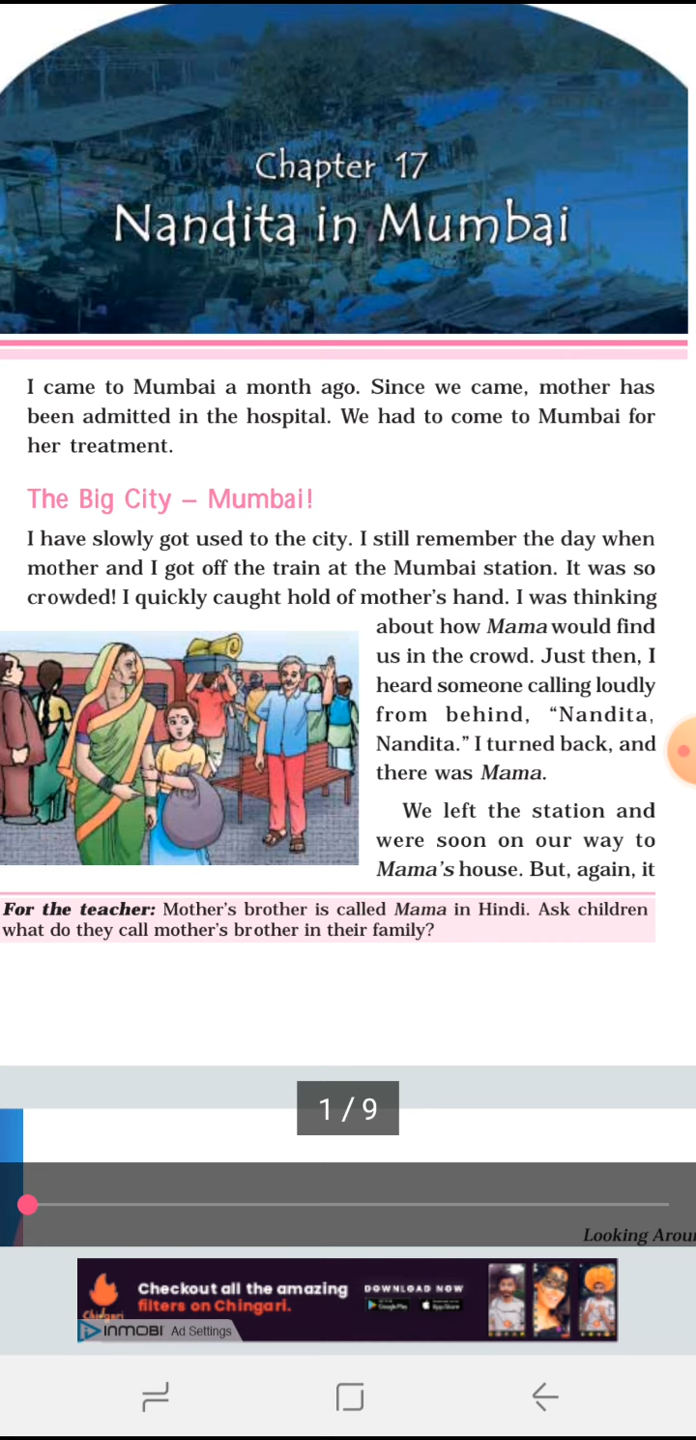 Chapter 17
Nandita in Mumbai
I came to Mumbai a month ago. Since we came, mother has
been admitted in the hospital. We had to come to Mumbai for
her treatment.
The Big City – Mumbai!
I have slowly got used to the city. I still remember the day when
mother and I got off the train at the Mumbai station. It was so
crowded! I quickly caught hold of mother's hand. I was thinking
about how Mama would find
us in the crowd. Just then, I
heard someone calling loudly
from behind, “Nandita,
Nandita.” I turned back, and
there was Mama.
We left the station and
were soon on our way to
Mama's house. But, again, it
For the teacher: Mother's brother is called Mama in Hindi. Ask children
what do they call mother's brother in their family?
1 / 9
Looking Arou
Checkout all the amazing
filters on Chingari.
DOWNLOAD NOW
Google Play
App Store
Chingari
INMOBI Ad Settings